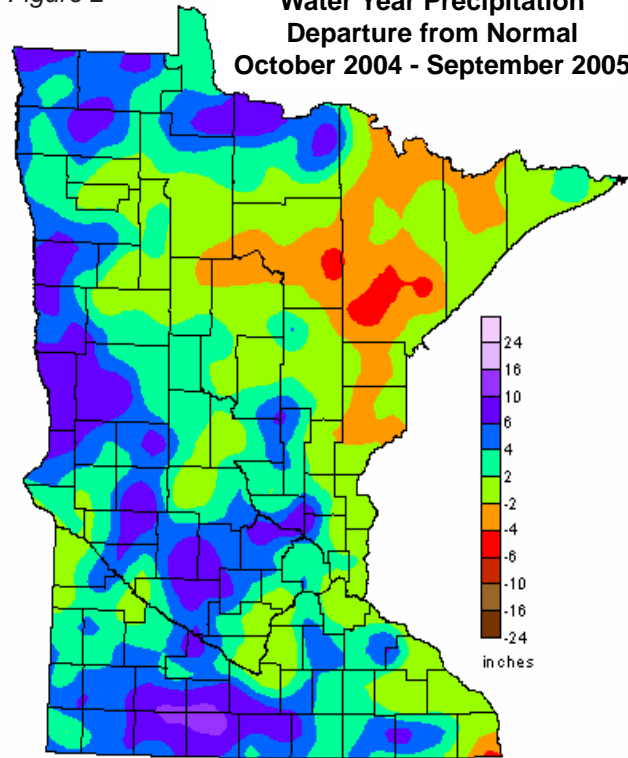 Figure 2
Water Year Precipitation
Departure from Normal
October 2004 - September 2005
24
16
10
6
4
2
-2
-4
-6
-10
-16
-24
inches